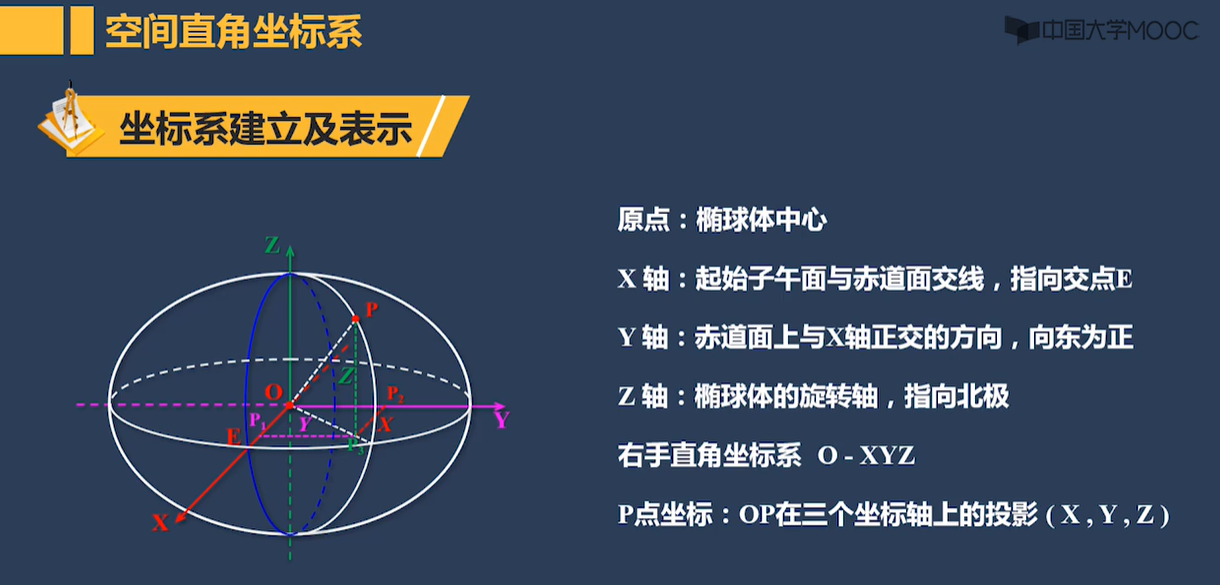 空间直角坐标系
中国大学MOOC
坐标系建立及表示
原点：椭球体中心
X 轴：起始子午面与赤道面交线，指向交点E
Y 轴：赤道面上与X轴正交的方向，向东为正
Z 轴：椭球体的旋转轴，指向北极
右手直角坐标系 O - XYZ
P点坐标：OP在三个坐标轴上的投影 ( X , Y , Z )
Z
P
Z
O
P2
P1
Y
X
Y
E
P3
X